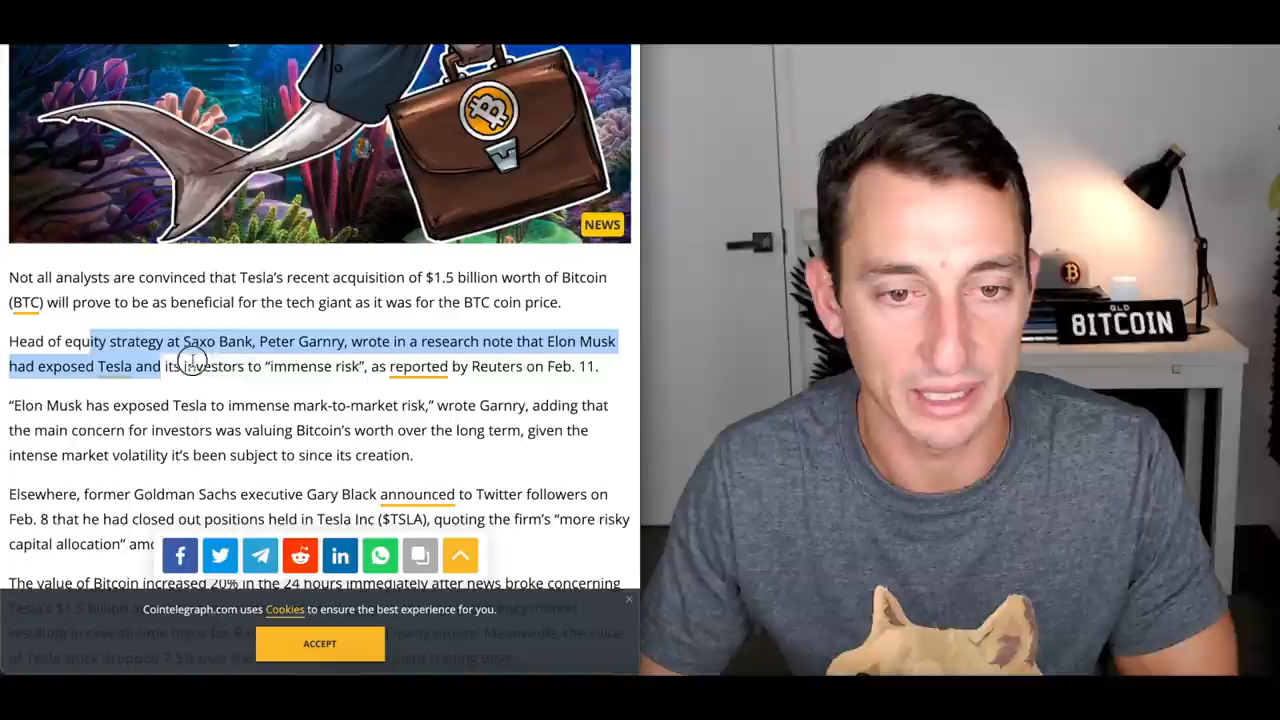 NEWS
Not all analysts are convinced that Tesla’s recent acquisition of $1.5 billion worth of Bitcoin
(BTC) will prove to be as beneficial for the tech giant as it was for the BTC coin price.
Head of equity strategy at Saxo Bank, Peter Garnry, wrote in a research note that Elon Musk
had exposed Tesla and its investors to “immense risk”, as reported by Reuters on Feb. 11.
“Elon Musk has exposed Tesla to immense mark-to-market risk,” wrote Garnry, adding that
the main concern for investors was valuing Bitcoin’s worth over the long term, given the
intense market volatility it’s been subject to since its creation.
Elsewhere, former Goldman Sachs executive Gary Black announced to Twitter followers on
Feb. 8 that he had closed out positions held in Tesla Inc ($TSLA), quoting the firm’s “more risky
capital allocation”
The value of Bitcoin increased 20% in the 24 hours immediately after news broke concerning
Tesla’s $1.5 billion
Cointelegraph.com uses Cookies to ensure the best experience for you.
ACCEPT
QLD
8ITCOIN